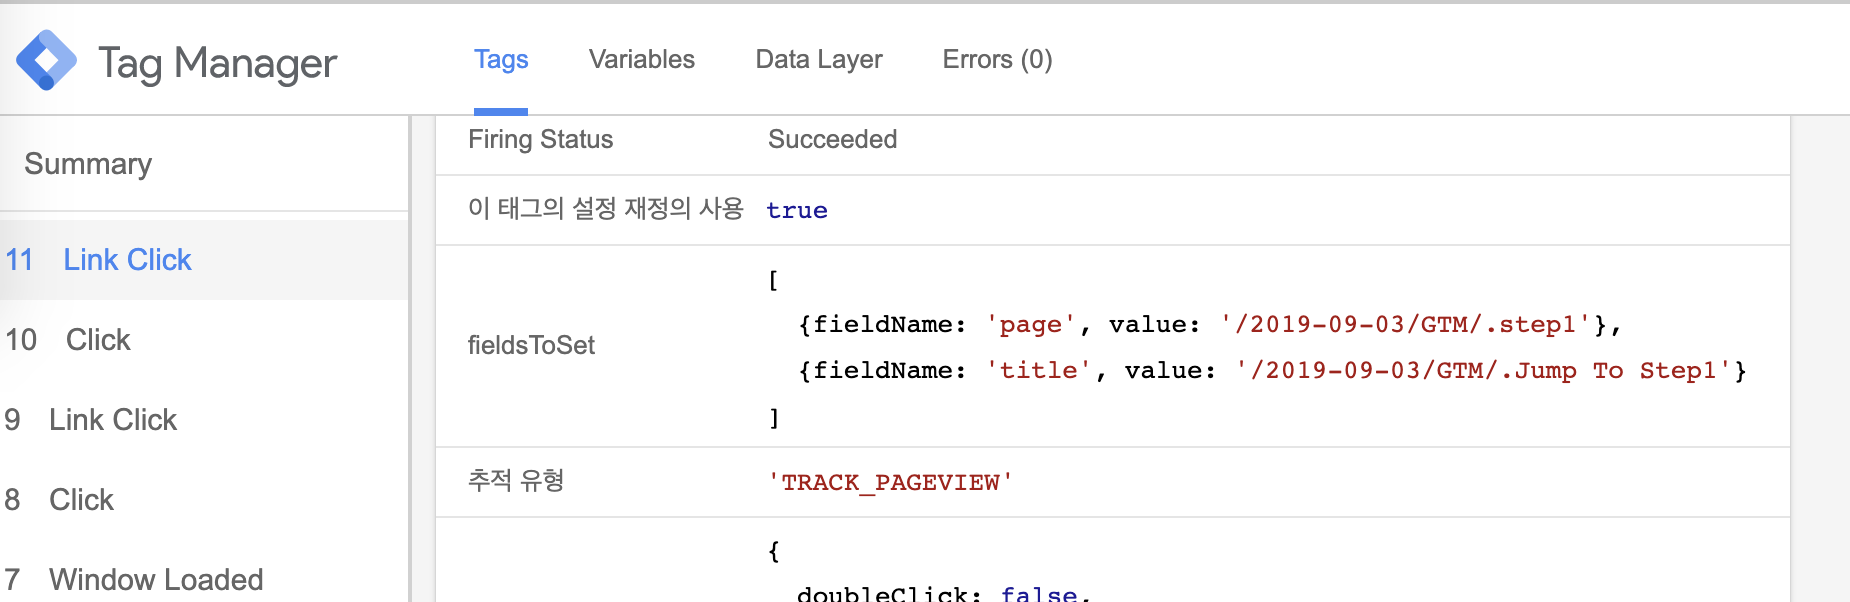 Tag Manager
Tags Variables Data Layer Errors (0)
Summary
11 Link Click
10 Click
9 Link Click
8 Click
7 Window Loaded
Firing Status Succeeded
이 태그의 설정 재정의 사용 true
fieldsToSet
[
{fieldName: 'page', value: '/2019-09-03/GTM/.step1'},
{fieldName: 'title', value: '/2019-09-03/GTM/.Jump To Step1'}
]
추적 유형 'TRACK_PAGEVIEW'
{
doubleClick: false,